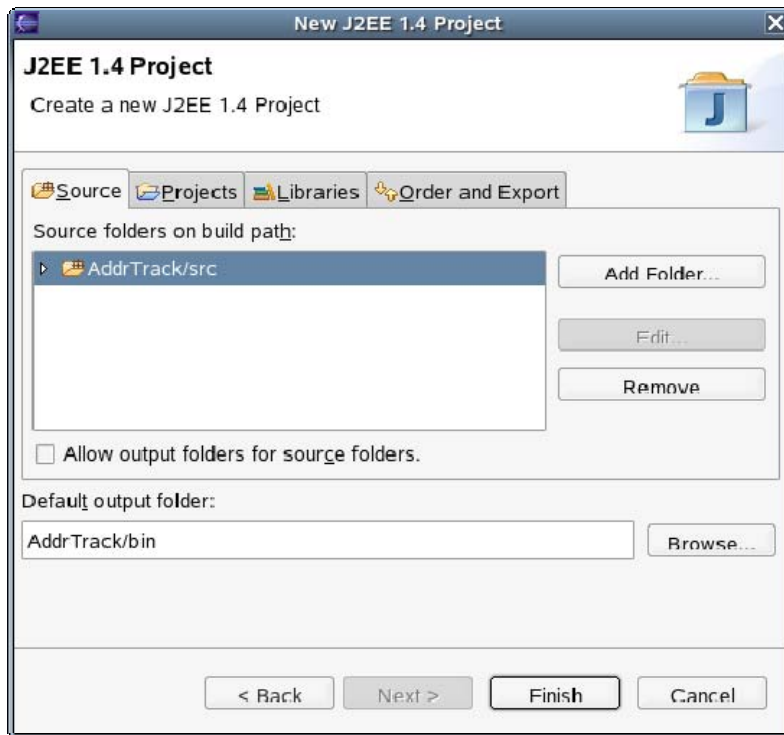 New J2EE 1.4 Project
J2EE 1.4 Project
Create a new J2EE 1.4 Project
J
Source Projects Libraries Order and Export
Source folders on build path:
AddrTrack/src
Add Folder...
Edit...
Remove
Allow output folders for source folders.
Default output folder:
AddrTrack/bin
Browse...
< Back Next > Finish Cancel